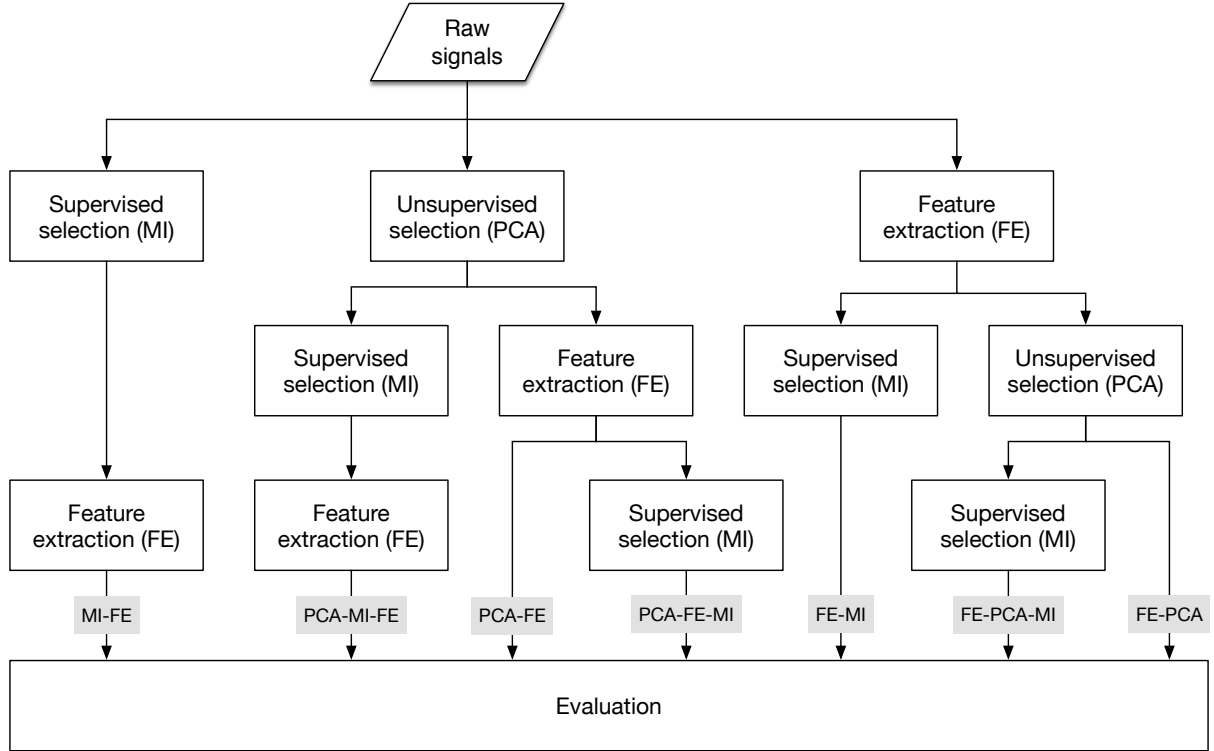 Raw
signals
Supervised
selection (MI)
Unsupervised
selection (PCA)
Feature
extraction (FE)
Supervised
selection (MI)
Feature
extraction (FE)
Supervised
selection (MI)
Unsupervised
selection (PCA)
Feature
extraction (FE)
Feature
extraction (FE)
Supervised
selection (MI)
Supervised
selection (MI)
MI-FE
PCA-MI-FE
PCA-FE
PCA-FE-MI
FE-MI
FE-PCA-MI
FE-PCA
Evaluation